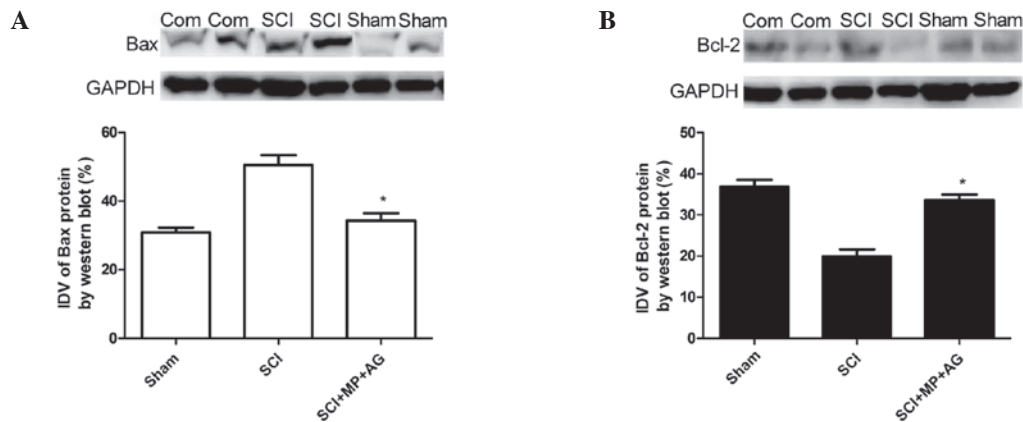 A
Com Com SCI SCI Sham Sham
Bax
GAPDH
60
40
20
0
IDV of Bax protein
by western blot (%)
*
Sham
SCI
SCI+MP+AG
B
Com Com SCI SCI Sham Sham
Bcl-2
GAPDH
50
40
30
20
10
0
IDV of Bcl-2 protein
by western blot (%)
*
Sham
SCI
SCI+MP+AG